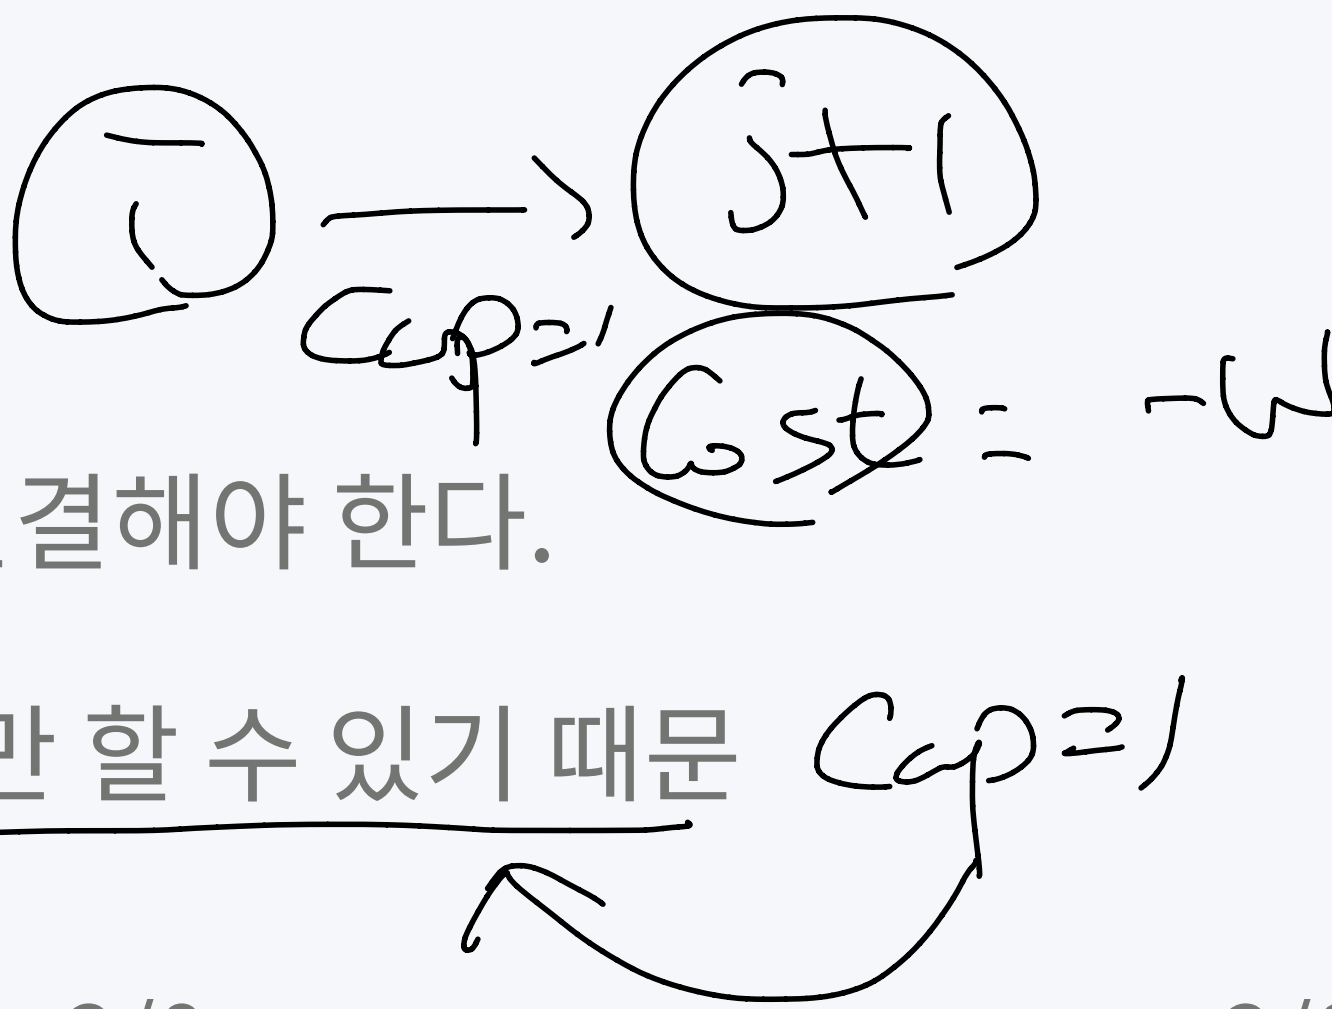 i → j+1
cap=1
Cost = -W
결해야 한다.
만 할 수 있기 때문 Cap=1